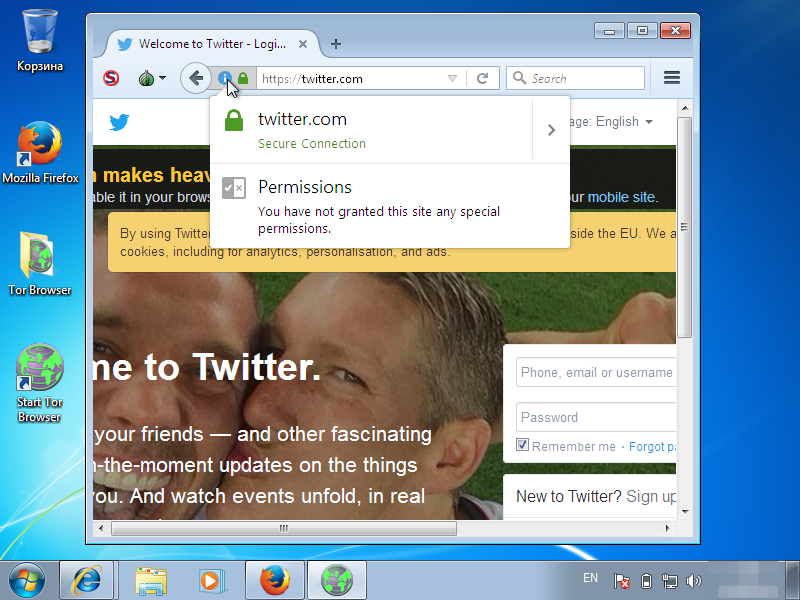 Корзина
Mozilla Firefox
Tor Browser
Start Tor
Browser
Welcome to Twitter - Logi...
https://twitter.com
Search
twitter.com
Secure Connection
Permissions
You have not granted this site any special
permissions.
age: English
makes heav
able it in your brows
our mobile site.
By using Twitte
side the EU. We a
cookies, including for analytics, personalisation, and ads.
me to Twitter.
your friends — and other fascinating
n-the-moment updates on the things
you. And watch events unfold, in real
Phone, email or username
Password
Remember me · Forgot pa
New to Twitter? Sign up
EN